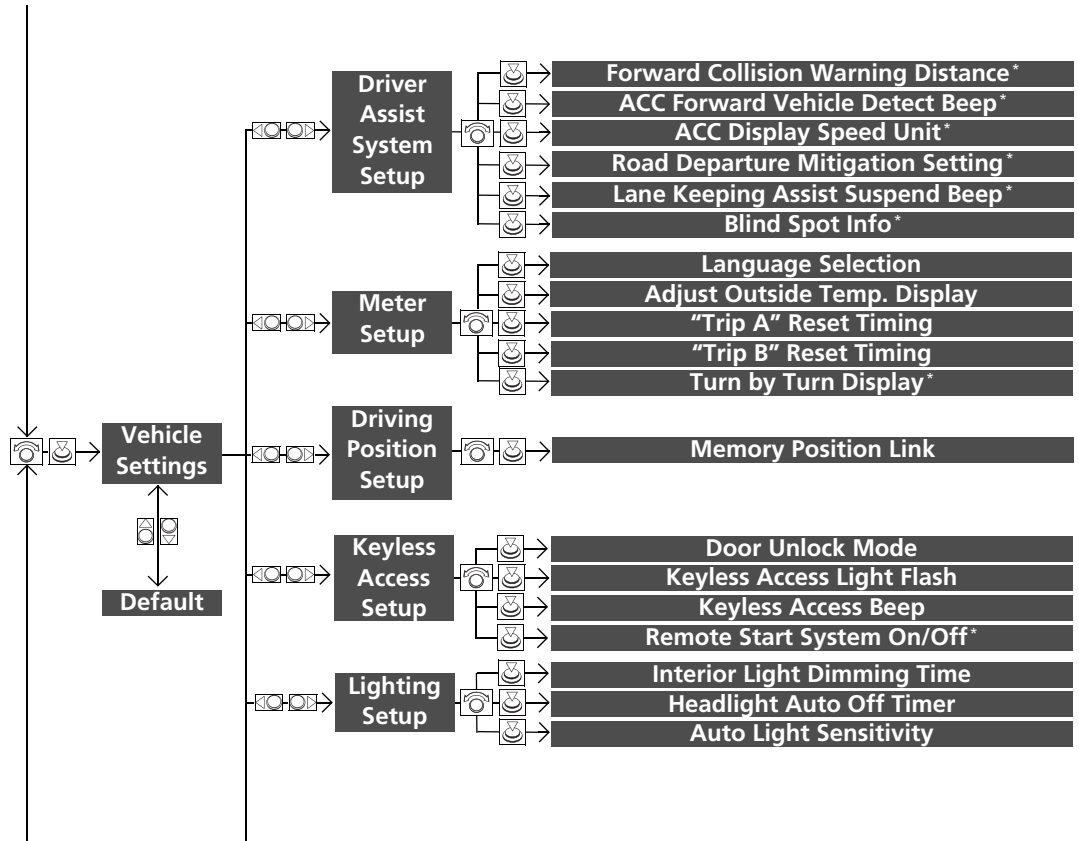 Driver
Assist
System
Setup
Forward Collision Warning Distance*
ACC Forward Vehicle Detect Beep*
ACC Display Speed Unit*
Road Departure Mitigation Setting*
Lane Keeping Assist Suspend Beep*
Blind Spot Info*
Meter
Setup
Language Selection
Adjust Outside Temp. Display
“Trip A” Reset Timing
“Trip B” Reset Timing
Turn by Turn Display*
Vehicle
Settings
Default
Driving
Position
Setup
Memory Position Link
Keyless
Access
Setup
Door Unlock Mode
Keyless Access Light Flash
Keyless Access Beep
Remote Start System On/Off*
Lighting
Setup
Interior Light Dimming Time
Headlight Auto Off Timer
Auto Light Sensitivity